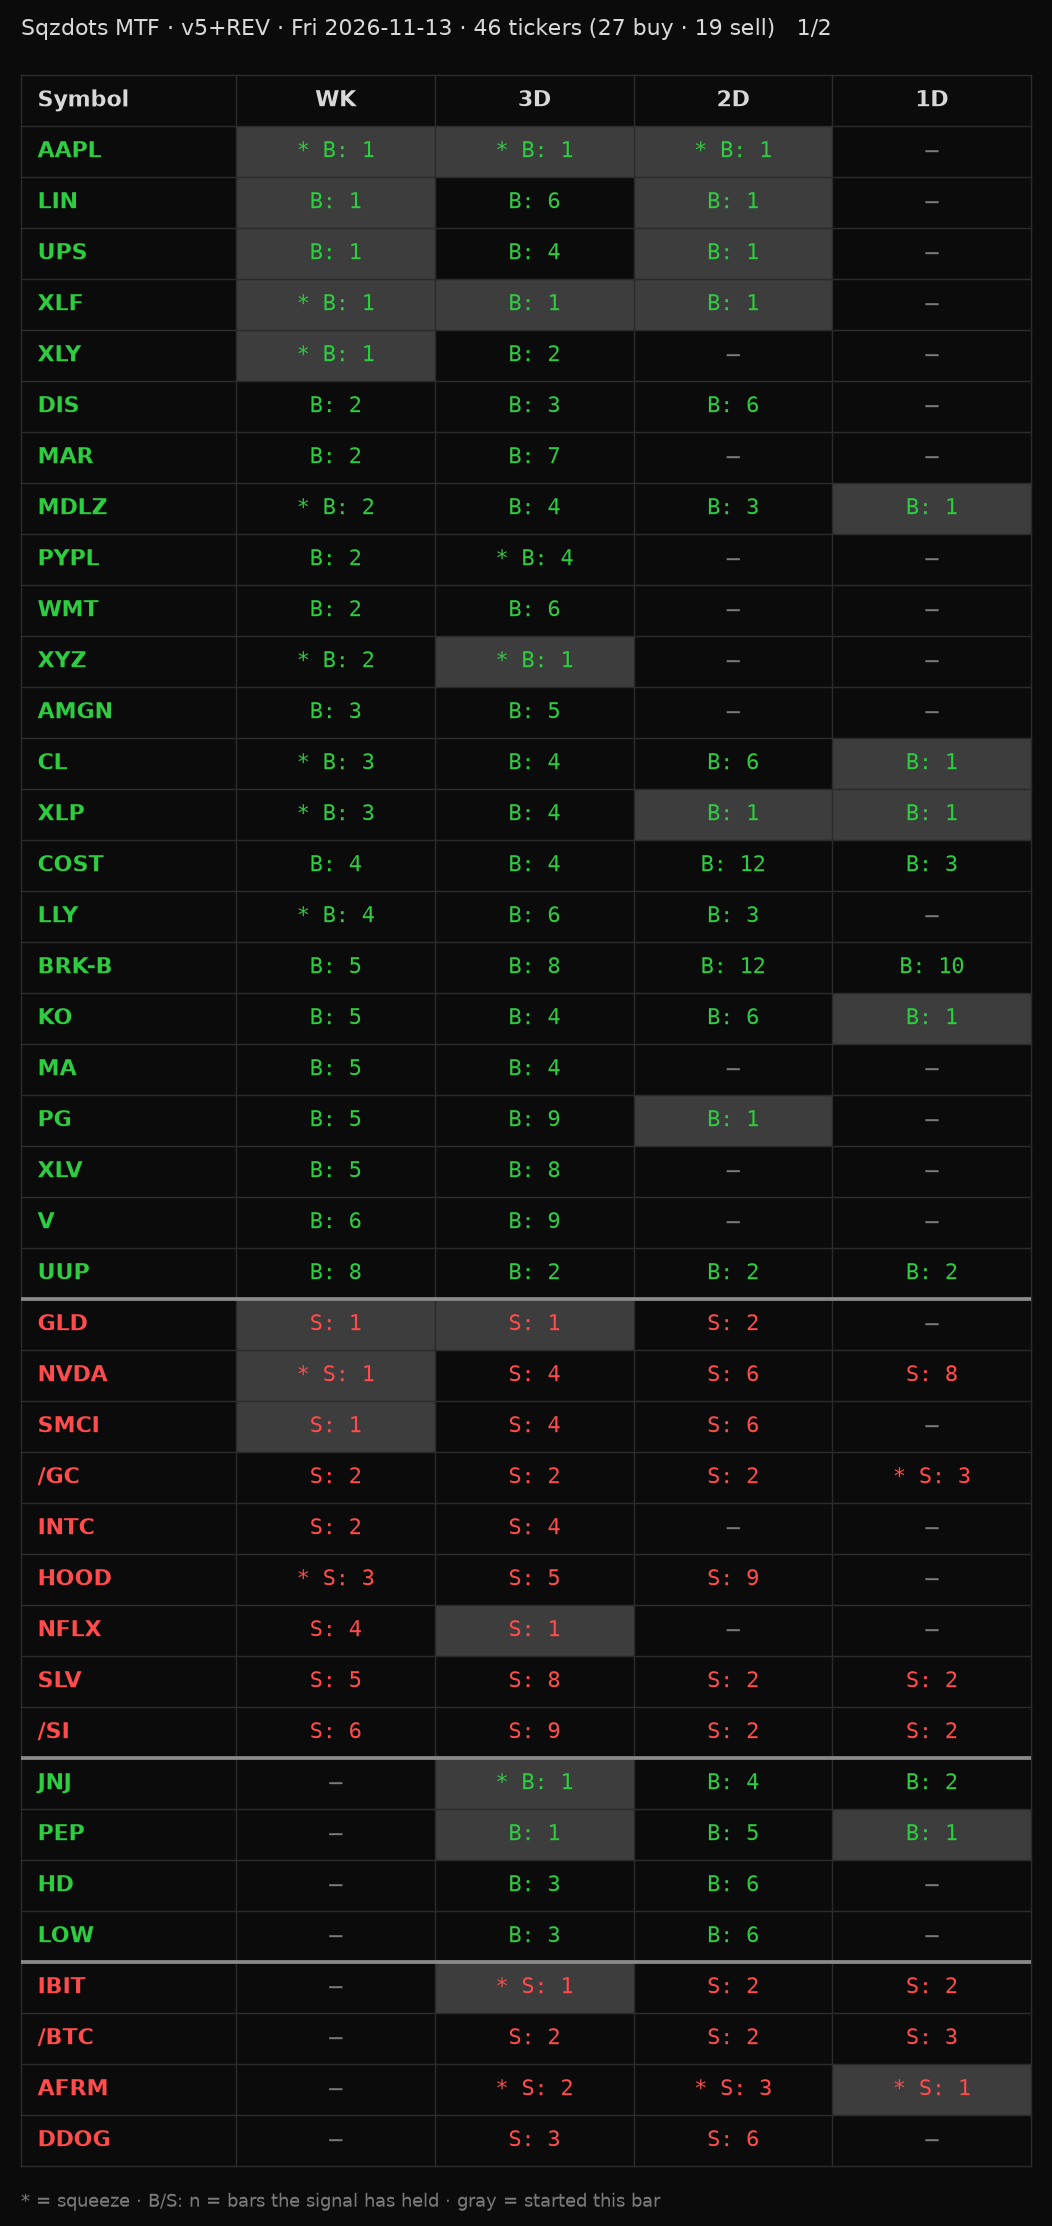 Sqzdots MTF · v5+REV · Fri 2026-11-13 · 46 tickers (27 buy · 19 sell) 1/2
Symbol WK 3D 2D 1D
AAPL * B: 1 * B: 1 * B: 1 —
LIN B: 1 B: 6 B: 1 —
UPS B: 1 B: 4 B: 1 —
XLF * B: 1 B: 1 B: 1 —
XLY * B: 1 B: 2 — —
DIS B: 2 B: 3 B: 6 —
MAR B: 2 B: 7 — —
MDLZ * B: 2 B: 4 B: 3 B: 1
PYPL B: 2 * B: 4 — —
WMT B: 2 B: 6 — —
XYZ * B: 2 * B: 1 — —
AMGN B: 3 B: 5 — —
CL * B: 3 B: 4 B: 6 B: 1
XLP * B: 3 B: 4 B: 1 B: 1
COST B: 4 B: 4 B: 12 B: 3
LLY * B: 4 B: 6 B: 3 —
BRK-B B: 5 B: 8 B: 12 B: 10
KO B: 5 B: 4 B: 6 B: 1
MA B: 5 B: 4 — —
PG B: 5 B: 9 B: 1 —
XLV B: 5 B: 8 — —
V B: 6 B: 9 — —
UUP B: 8 B: 2 B: 2 B: 2
GLD S: 1 S: 1 S: 2 —
NVDA * S: 1 S: 4 S: 6 S: 8
SMCI S: 1 S: 4 S: 6 —
/GC S: 2 S: 2 S: 2 * S: 3
INTC S: 2 S: 4 — —
HOOD * S: 3 S: 5 S: 9 —
NFLX S: 4 S: 1 — —
SLV S: 5 S: 8 S: 2 S: 2
/SI S: 6 S: 9 S: 2 S: 2
JNJ — * B: 1 B: 4 B: 2
PEP — B: 1 B: 5 B: 1
HD — B: 3 B: 6 —
LOW — B: 3 B: 6 —
IBIT — * S: 1 S: 2 S: 2
/BTC — S: 2 S: 2 S: 3
AFRM — * S: 2 * S: 3 * S: 1
DDOG — S: 3 S: 6 —
* = squeeze · B/S: n = bars the signal has held · gray = started this bar